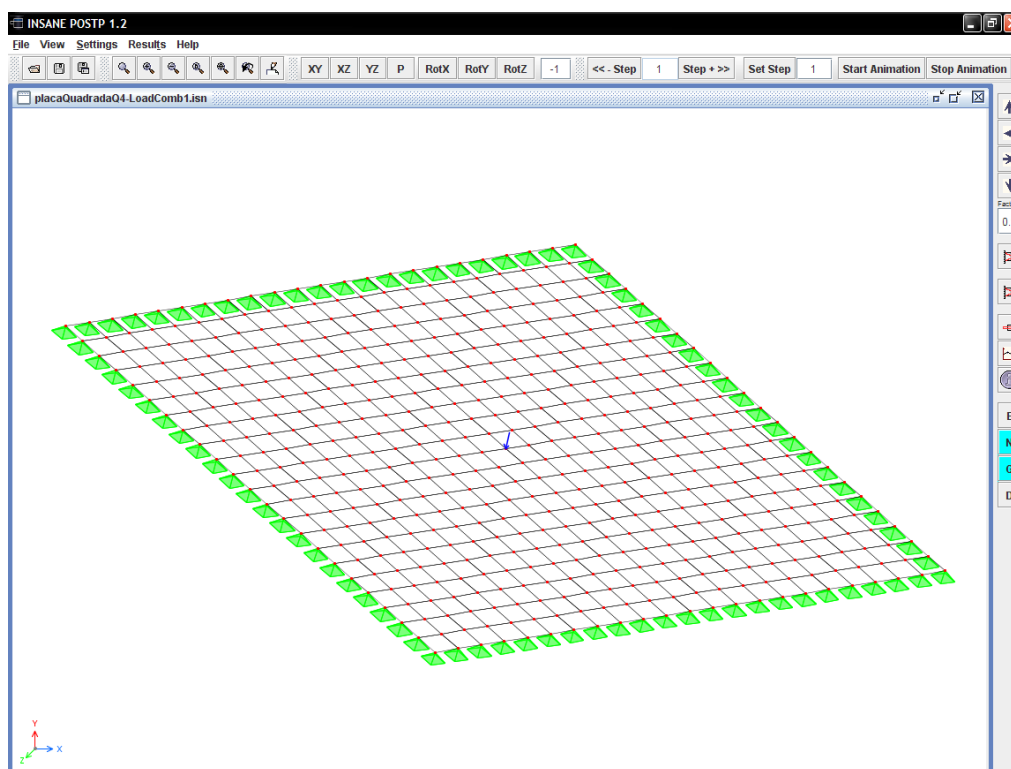 INSANE POSTP 1.2
File View Settings Results Help
XY XZ YZ P RotX RotY RotZ -1 << - Step 1 Step + >> Set Step 1 Start Animation Stop Animation
placaQuadradaQ4-LoadComb1.isn
0.
Y
X
Z